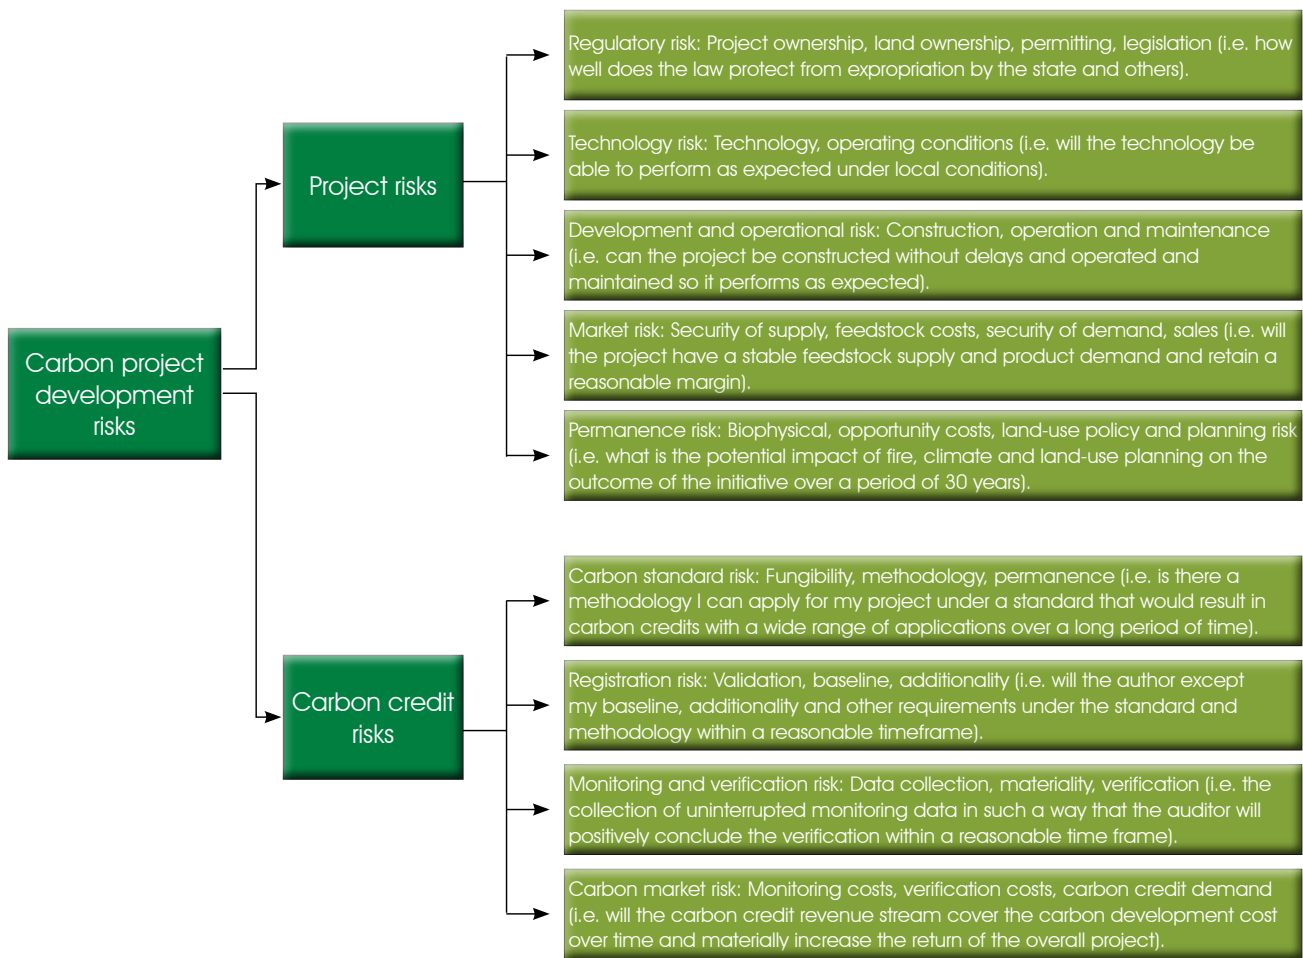 Carbon project
development
risks
Project risks
Regulatory risk: Project ownership, land ownership, permitting, legislation (i.e. how
well does the law protect from expropriation by the state and others).
Technology risk: Technology, operating conditions (i.e. will the technology be
able to perform as expected under local conditions).
Development and operational risk: Construction, operation and maintenance
(i.e. can the project be constructed without delays and operated and
maintained so it performs as expected).
Market risk: Security of supply, feedstock costs, security of demand, sales (i.e. will
the project have a stable feedstock supply and product demand and retain a
reasonable margin).
Permanence risk: Biophysical, opportunity costs, land-use policy and planning risk
(i.e. what is the potential impact of fire, climate and land-use planning on the
outcome of the initiative over a period of 30 years).
Carbon credit
risks
Carbon standard risk: Fungibility, methodology, permanence (i.e. is there a
methodology I can apply for my project under a standard that would result in
carbon credits with a wide range of applications over a long period of time).
Registration risk: Validation, baseline, additionality (i.e. will the author except
my baseline, additionality and other requirements under the standard and
methodology within a reasonable timeframe).
Monitoring and verification risk: Data collection, materiality, verification (i.e. the
collection of uninterrupted monitoring data in such a way that the auditor will
positively conclude the verification within a reasonable time frame).
Carbon market risk: Monitoring costs, verification costs, carbon credit demand
(i.e. will the carbon credit revenue stream cover the carbon development cost
over time and materially increase the return of the overall project).